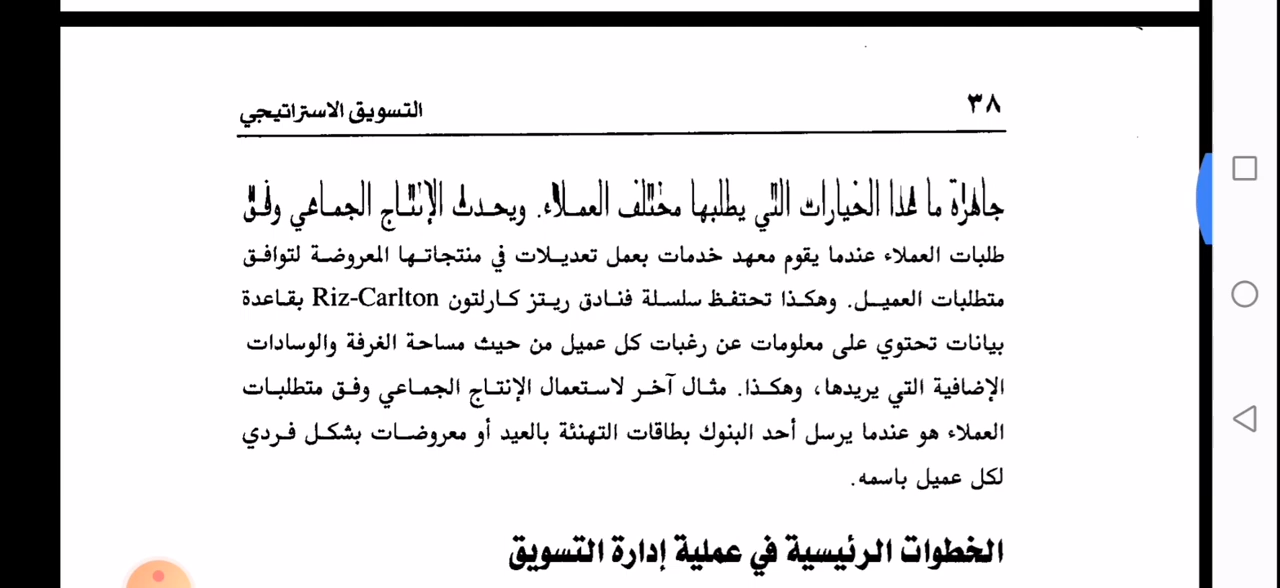 ٣٨
التسويق الاستراتيجي
جاهزة ما عدا الخيارات التي يطلبها مختلف العملاء. ويحدث الإنتاج الجماعي وفق
طلبات العملاء عندما يقوم معهد خدمات بعمل تعديلات في منتجاتها المعروضة لتوافق
متطلبات العميل. وهكذا تحتفظ سلسلة فنادق ريتز كارلتون Riz-Carlton بقاعدة
بيانات تحتوي على معلومات عن رغبات كل عميل من حيث مساحة الغرفة والوسادات
الإضافية التي يريدها، وهكذا. مثال آخر لاستعمال الإنتاج الجماعي وفق متطلبات
العملاء هو عندما يرسل أحد البنوك بطاقات التهنئة بالعيد أو معروضات بشكل فردي
لكل عميل باسمه.
الخطوات الرئيسية في عملية إدارة التسويق